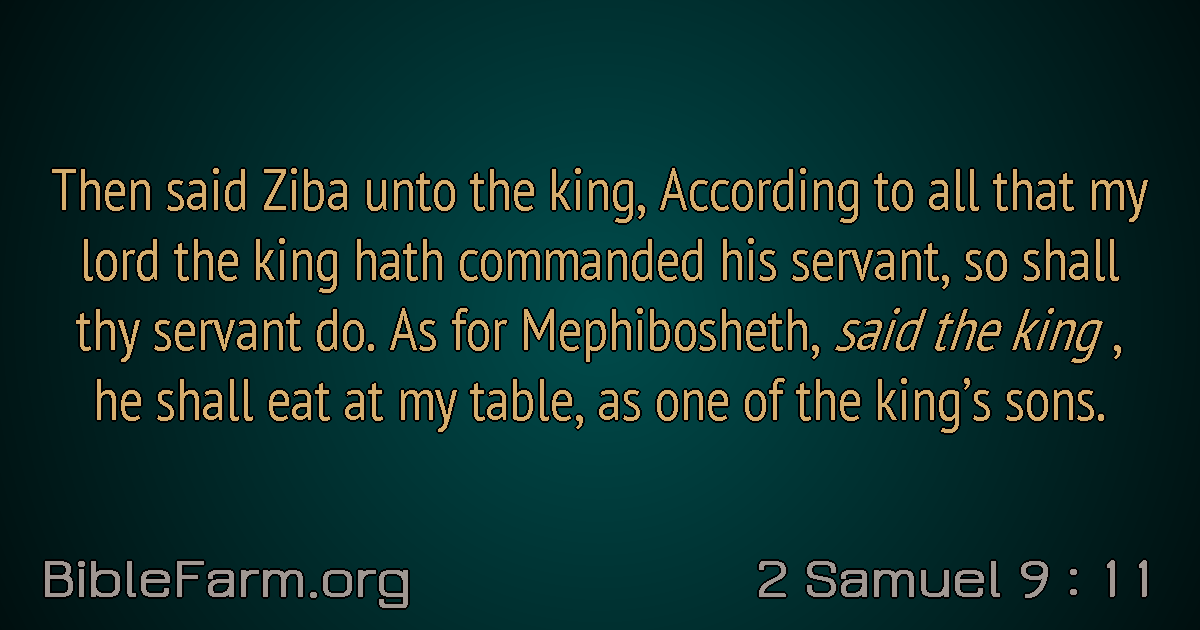 Then said Ziba unto the king, According to all that my
lord the king hath commanded his servant, so shall
thy servant do. As for Mephibosheth, said the king ,
he shall eat at my table, as one of the king’s sons.
BibleFarm.org
2 Samuel 9 : 11